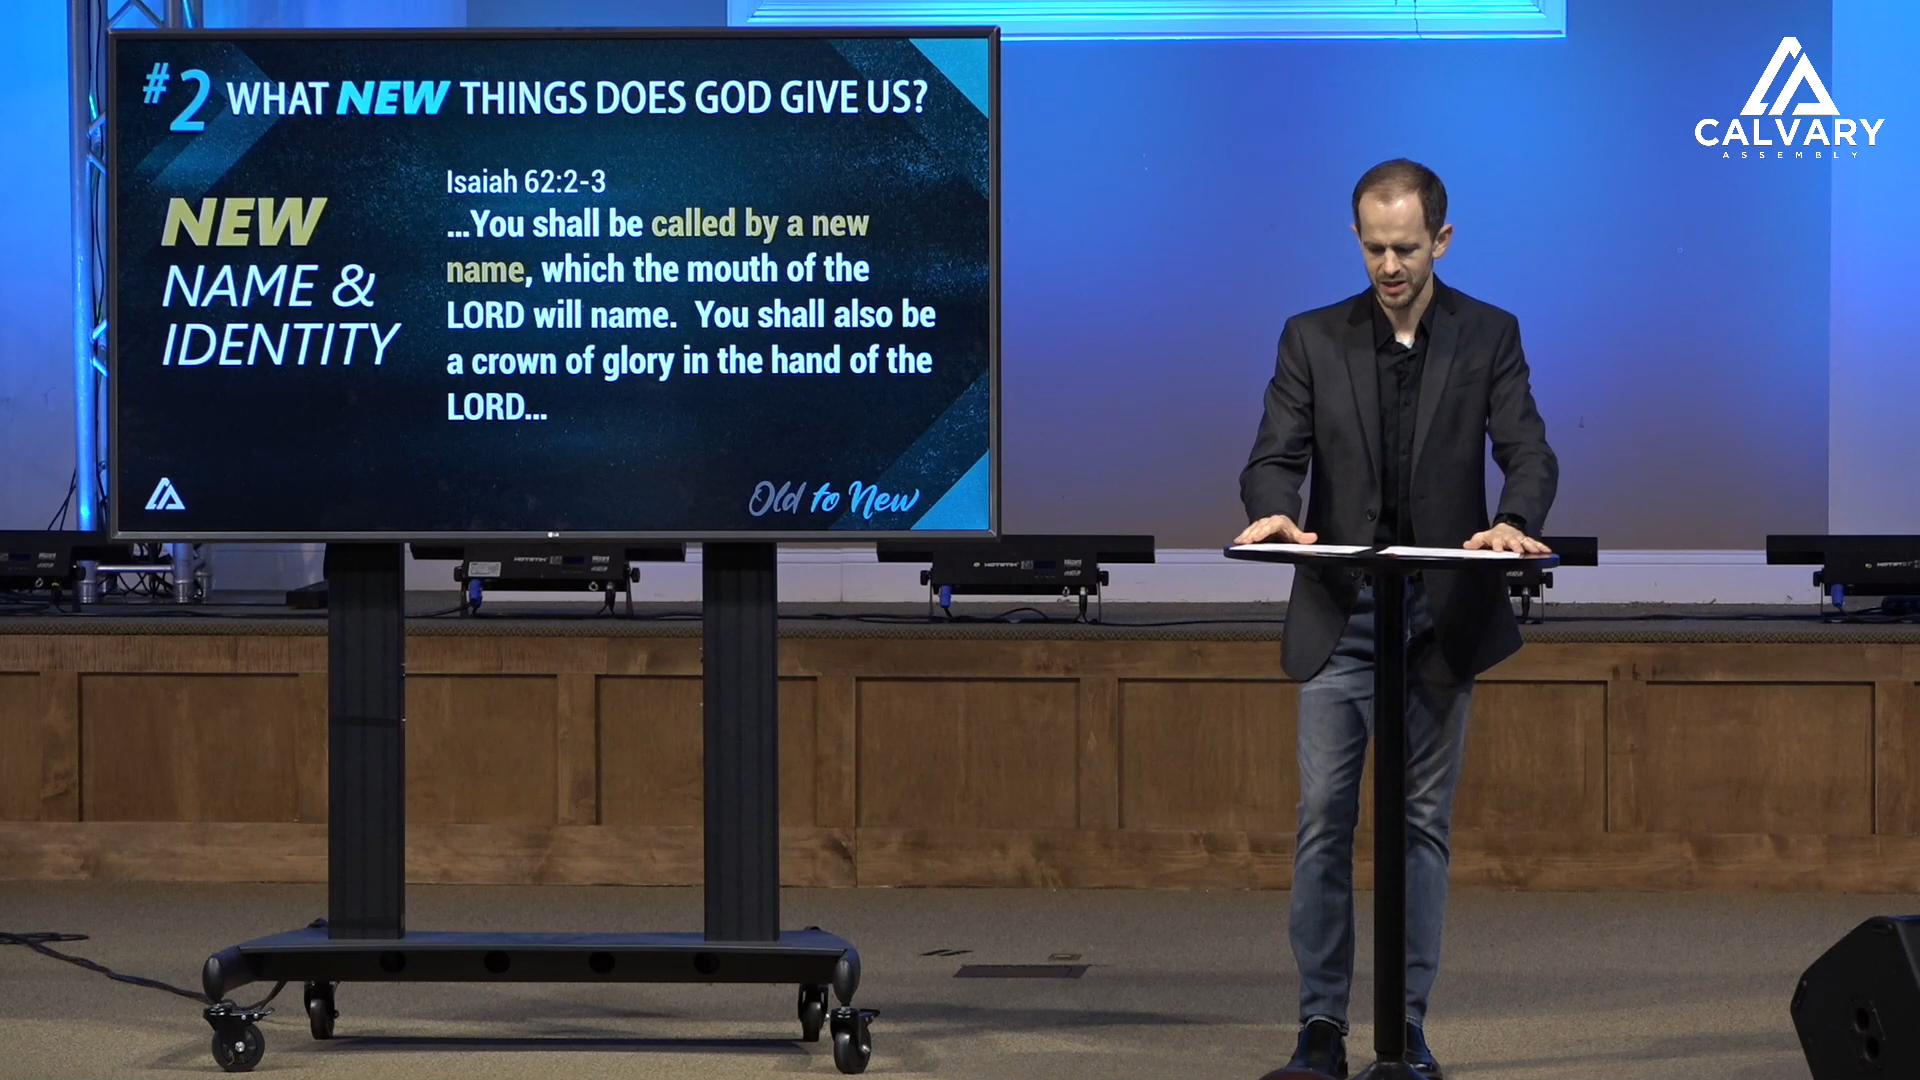 #2 WHAT NEW THINGS DOES GOD GIVE US?
NEW
NAME &
IDENTITY
Isaiah 62:2-3
...You shall be called by a new
name, which the mouth of the
LORD will name.  You shall also be
a crown of glory in the hand of the
LORD...
Old to New
LG
CALVARY
ASSEMBLY